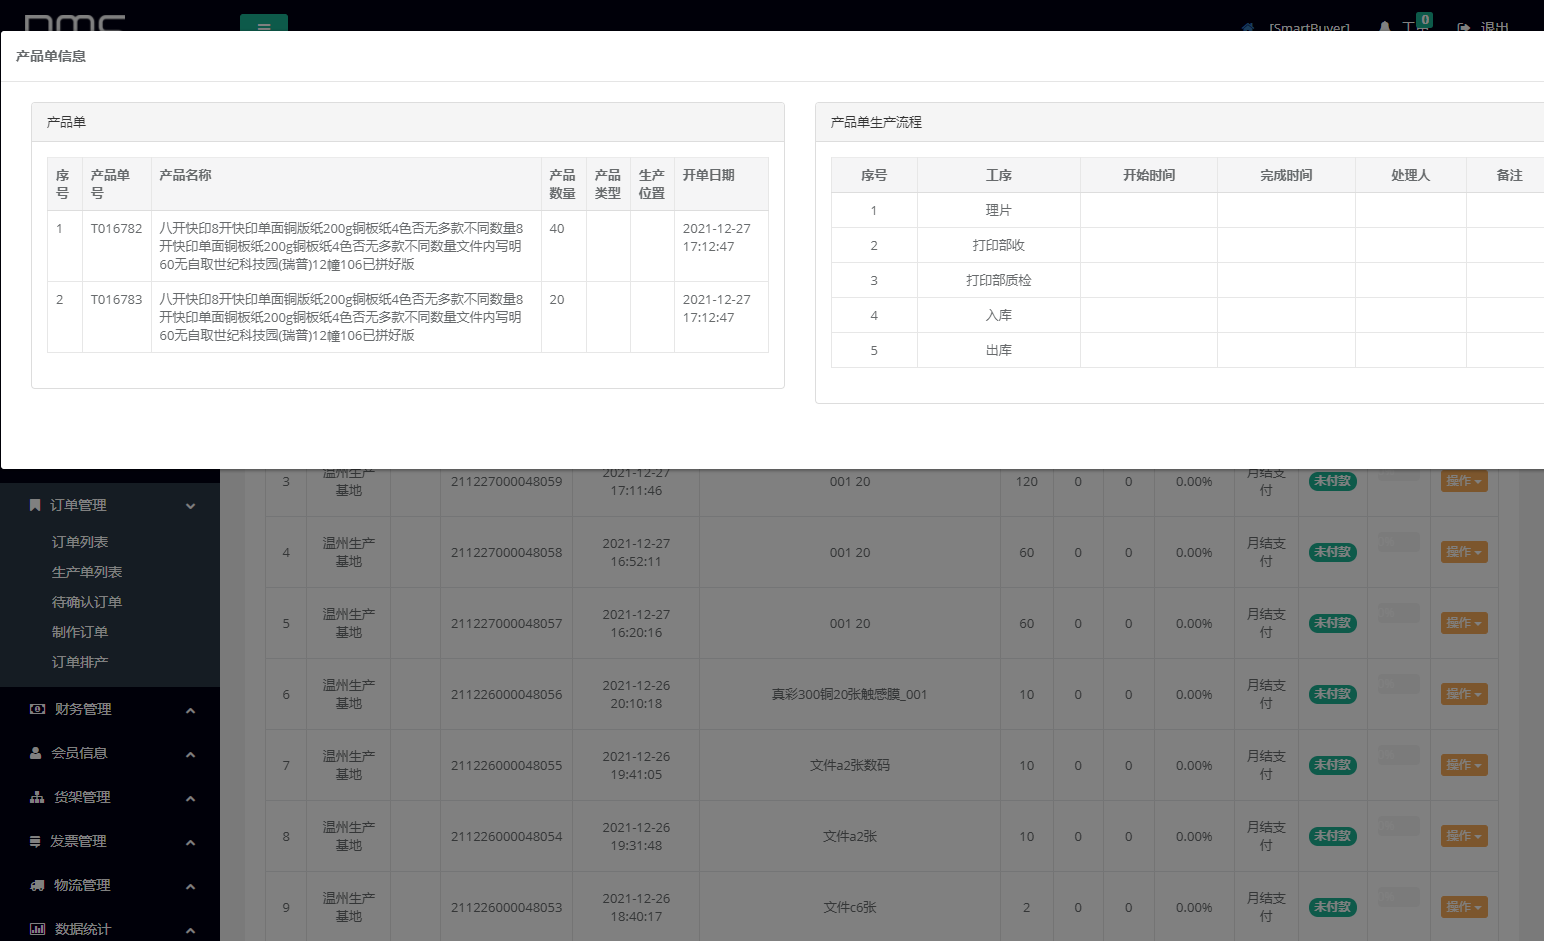 [SmartBuyer]
0
退出
产品单信息
产品单
序号 产品单号 产品名称 产品数量 产品类型 生产位置 开单日期
1 T016782 八开快印8开快印单面铜版纸200g铜板纸4色否无多款不同数量8 40 2021-12-27
开快印单面铜板纸200g铜板纸4色否无多款不同数量文件内写明 17:12:47
60无自取世纪科技园(瑞普)12幢106已拼好版
2 T016783 八开快印8开快印单面铜版纸200g铜板纸4色否无多款不同数量8 20 2021-12-27
开快印单面铜板纸200g铜板纸4色否无多款不同数量文件内写明 17:12:47
60无自取世纪科技园(瑞普)12幢106已拼好版
产品单生产流程
序号 工序 开始时间 完成时间 处理人 备注
1 理片
2 打印部收
3 打印部质检
4 入库
5 出库
订单管理
订单列表
生产单列表
待确认订单
制作订单
订单排产
财务管理
会员信息
货架管理
发票管理
物流管理
数据统计
3 温州生产基地 211227000048059 2021-12-27 17:11:46 001 20 120 0 0 0.00% 月结支付 未付款 操作
4 温州生产基地 211227000048058 2021-12-27 16:52:11 001 20 60 0 0 0.00% 月结支付 未付款 操作
5 温州生产基地 211227000048057 2021-12-27 16:20:16 001 20 60 0 0 0.00% 月结支付 未付款 操作
6 温州生产基地 211226000048056 2021-12-26 20:10:18 真彩300铜20张触感膜_001 10 0 0 0.00% 月结支付 未付款 操作
7 温州生产基地 211226000048055 2021-12-26 19:41:05 文件a2张数码 10 0 0 0.00% 月结支付 未付款 操作
8 温州生产基地 211226000048054 2021-12-26 19:31:48 文件a2张 10 0 0 0.00% 月结支付 未付款 操作
9 温州生产基地 211226000048053 2021-12-26 18:40:17 文件c6张 2 0 0 0.00% 月结支付 未付款 操作